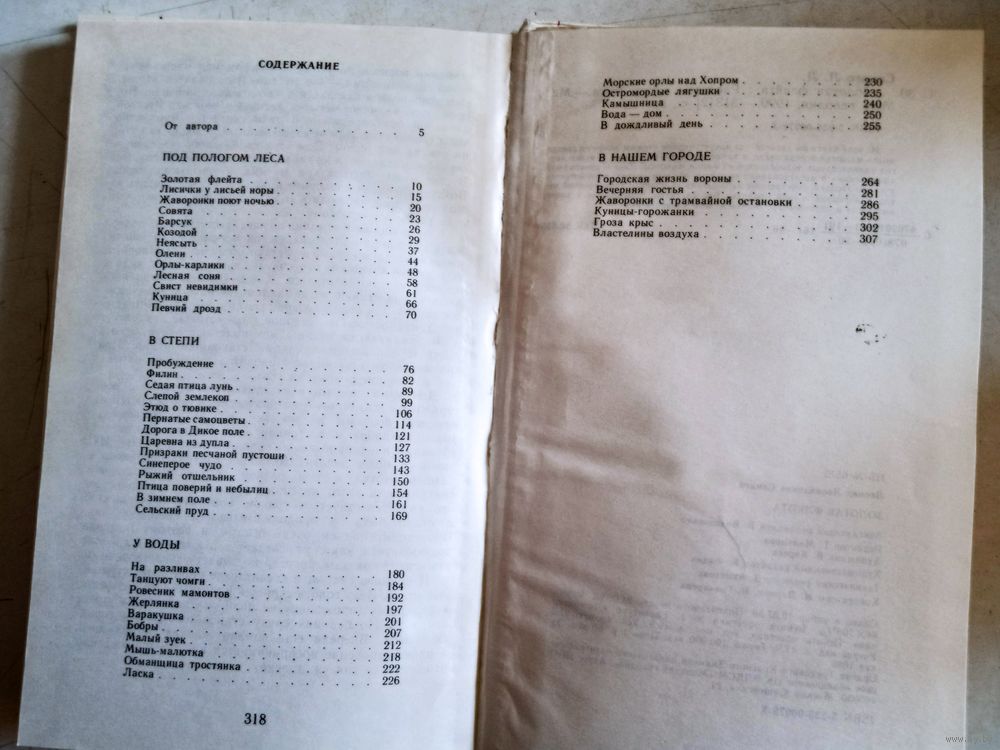 СОДЕРЖАНИЕ
От автора . . . . . . . . . . . . 5
ПОД ПОЛОГОМ ЛЕСА
Золотая флейта . . . . . . . . . . 10
Лисички у лисьей норы . . . . . . . . . . 15
Жаворонки поют ночью . . . . . . . . . . 20
Совята . . . . . . . . . . 23
Барсук . . . . . . . . . . 26
Козодой . . . . . . . . . . 29
Неясыть . . . . . . . . . . 37
Олени . . . . . . . . . . 44
Орлы-карлики . . . . . . . . . . 48
Лесная соня . . . . . . . . . . 58
Свист невидимки . . . . . . . . . . 61
Куница . . . . . . . . . . 66
Певчий дрозд . . . . . . . . . . 70
В СТЕПИ
Пробуждение . . . . . . . . . . 76
Филин . . . . . . . . . . 82
Седая птица лунь . . . . . . . . . . 89
Слепой землекоп . . . . . . . . . . 99
Этюд о тювике . . . . . . . . . . 106
Пернатые самоцветы . . . . . . . . . . 114
Дорога в Дикое поле . . . . . . . . . . 121
Царевна из дупла . . . . . . . . . . 127
Призраки песчаной пустоши . . . . . . . . . . 133
Синеперое чудо . . . . . . . . . . 143
Рыжий отшельник . . . . . . . . . . 150
Птица поверий и небылиц . . . . . . . . . . 154
В зимнем поле . . . . . . . . . . 161
Сельский пруд . . . . . . . . . . 169
У ВОДЫ
На разливах . . . . . . . . . . 180
Танцуют чомги . . . . . . . . . . 184
Ровесник мамонтов . . . . . . . . . . 192
Жерлянка . . . . . . . . . . 197
Варакушка . . . . . . . . . . 201
Бобры . . . . . . . . . . 207
Малый зуек . . . . . . . . . . 212
Мышь-малютка . . . . . . . . . . 218
Обманщица тростянка . . . . . . . . . . 222
Ласка . . . . . . . . . . 226
318
Морские орлы над Хопром . . . . . . . . 230
Остромордые лягушки . . . . . . . . 235
Камышница . . . . . . . . 240
Вода — дом . . . . . . . . 250
В дождливый день . . . . . . . . 255
В НАШЕМ ГОРОДЕ
Городская жизнь вороны . . . . . . . . 264
Вечерняя гостья . . . . . . . . 281
Жаворонки с трамвайной остановки . . . . . . 286
Куницы-горожанки . . . . . . . . 295
Гроза крыс . . . . . . . . 302
Властелины воздуха . . . . . . . . 307